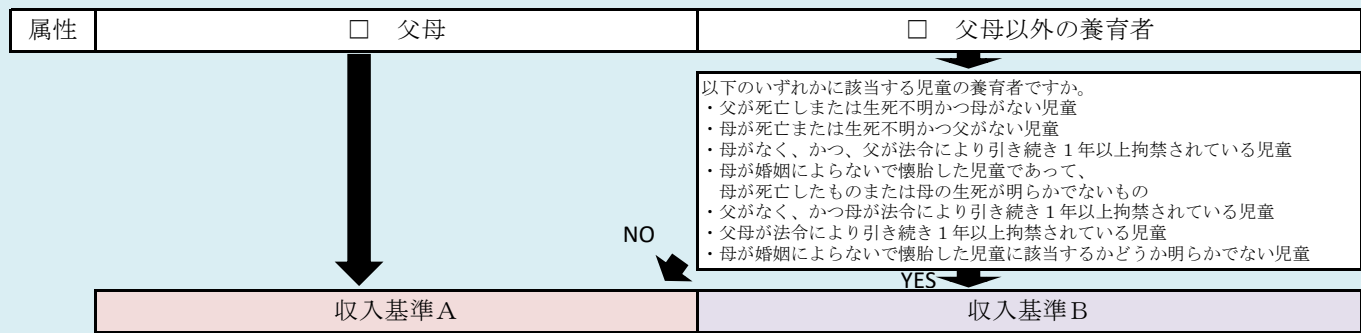 属性 □ 父母 □ 父母以外の養育者
以下のいずれかに該当する児童の養育者ですか。
・父が死亡しまたは生死不明かつ母がない児童
・母が死亡または生死不明かつ父がない児童
・母がなく、かつ、父が法令により引き続き１年以上拘禁されている児童
・母が婚姻によらないで懐胎した児童であって、
母が死亡したものまたは母の生死が明らかでないもの
・父がなく、かつ母が法令により引き続き１年以上拘禁されている児童
・父母が法令により引き続き１年以上拘禁されている児童
・母が婚姻によらないで懐胎した児童に該当するかどうか明らかでない児童
NO
YES
収入基準Ａ 収入基準Ｂ